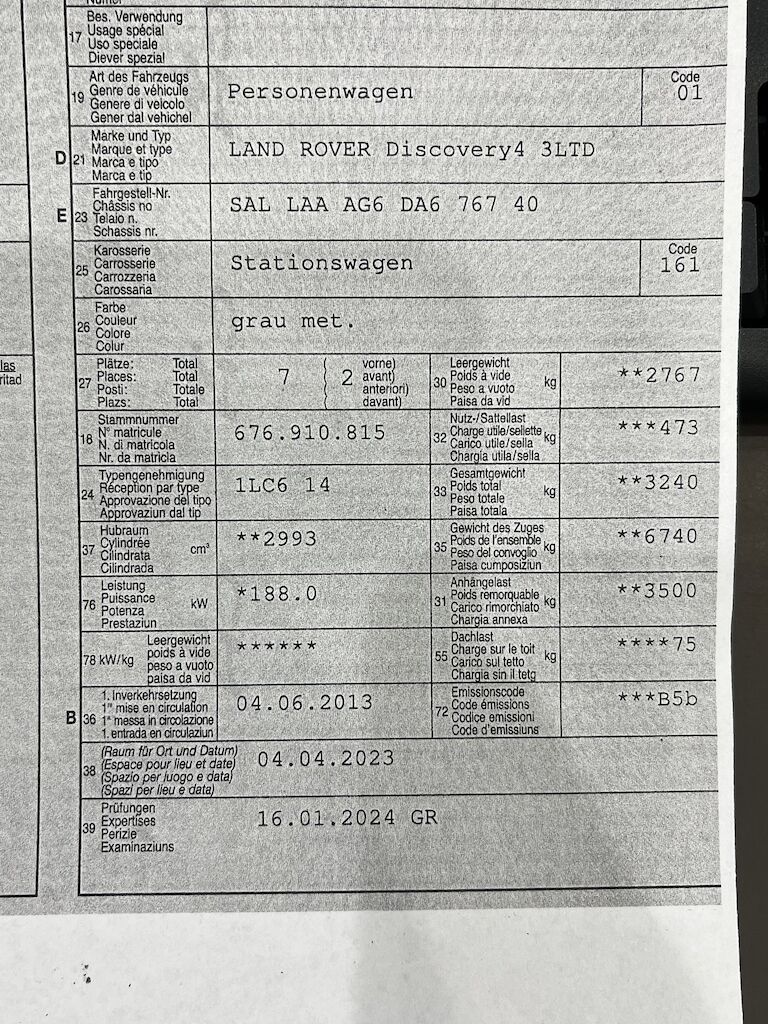 17 Bes. Verwendung
Usage spécial
Uso speciale
Diever spezial
19 Art des Fahrzeugs
Genre de véhicule
Genere di veicolo
Gener dal vehichel
Personenwagen
Code
01
D 21 Marke und Typ
Marque et type
Marca e tipo
Marca e tip
LAND ROVER Discovery4 3LTD
E 23 Fahrgestell-Nr.
Châssis no
Telaio n.
Schassis nr.
SAL LAA AG6 DA6 767 40
25 Karosserie
Carrosserie
Carrozzeria
Carossaria
Stationswagen
Code
161
26 Farbe
Couleur
Colore
Colur
grau met.
27 Plätze: Total
Places: Total
Posti: Totale
Plazs: Total
7 ( 2 vorne)
( avant)
( anteriori)
( davant)
30 Leergewicht
Poids à vide
Peso a vuoto
Paisa da vid
kg
**2767
18 Stammnummer
N° matricule
N. di matricola
Nr. da matricla
676.910.815
32 Nutz-/Sattellast
Charge utile/sellette
Carico utile/sella
Chargia utila/sella
kg
***473
24 Typengenehmigung
Réception par type
Approvazione del tipo
Approvaziun dal tip
1LC6 14
33 Gesamtgewicht
Poids total
Peso totale
Paisa totala
kg
**3240
37 Hubraum
Cylindrée
Cilindrata
Cilindrada
cm³
**2993
35 Gewicht des Zuges
Poids de l'ensemble
Peso del convoglio
Paisa cumposiziun
kg
**6740
76 Leistung
Puissance
Potenza
Prestaziun
kW
*188.0
31 Anhängelast
Poids remorquable
Carico rimorchiato
Chargia annexa
kg
**3500
78 kW/kg Leergewicht
poids à vide
peso a vuoto
paisa da vid
******
55 Dachlast
Charge sur le toit
Carico sul tetto
Chargia sin il tetg
kg
****75
B 36 1. Inverkehrsetzung
1re mise en circulation
1a messa in circolazione
1. entrada en circulaziun
04.06.2013
72 Emissionscode
Code émissions
Codice emissioni
Code d'emissiuns
***B5b
38 (Raum für Ort und Datum)
(Espace pour lieu et date)
(Spazio per luogo e data)
(Spazi per lieu e data)
04.04.2023
39 Prüfungen
Expertises
Perizie
Examinaziuns
16.01.2024 GR